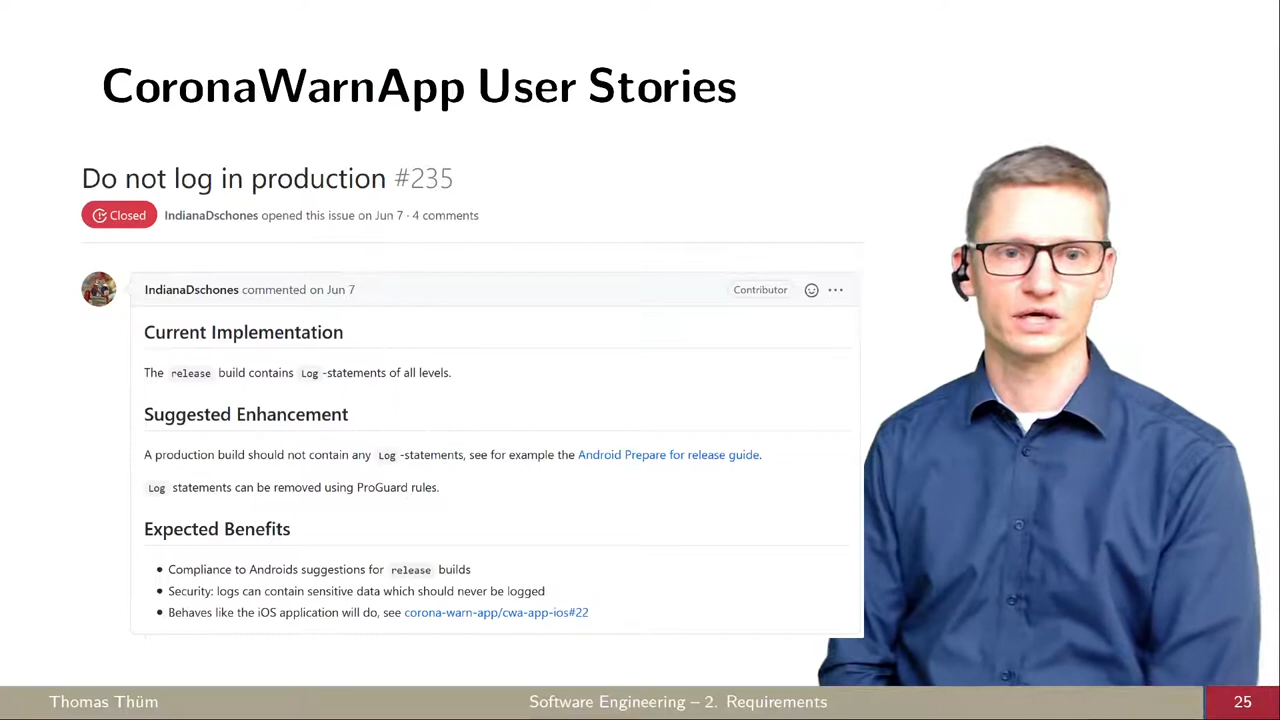 CoronaWarnApp User Stories
Do not log in production #235
Closed IndianaDschones opened this issue on Jun 7 · 4 comments
IndianaDschones commented on Jun 7 Contributor
Current Implementation
The release build contains Log -statements of all levels.
Suggested Enhancement
A production build should not contain any Log -statements, see for example the Android Prepare for release guide.
Log statements can be removed using ProGuard rules.
Expected Benefits
• Compliance to Androids suggestions for release builds
• Security: logs can contain sensitive data which should never be logged
• Behaves like the iOS application will do, see corona-warn-app/cwa-app-ios#22
Thomas Thüm Software Engineering – 2. Requirements 25